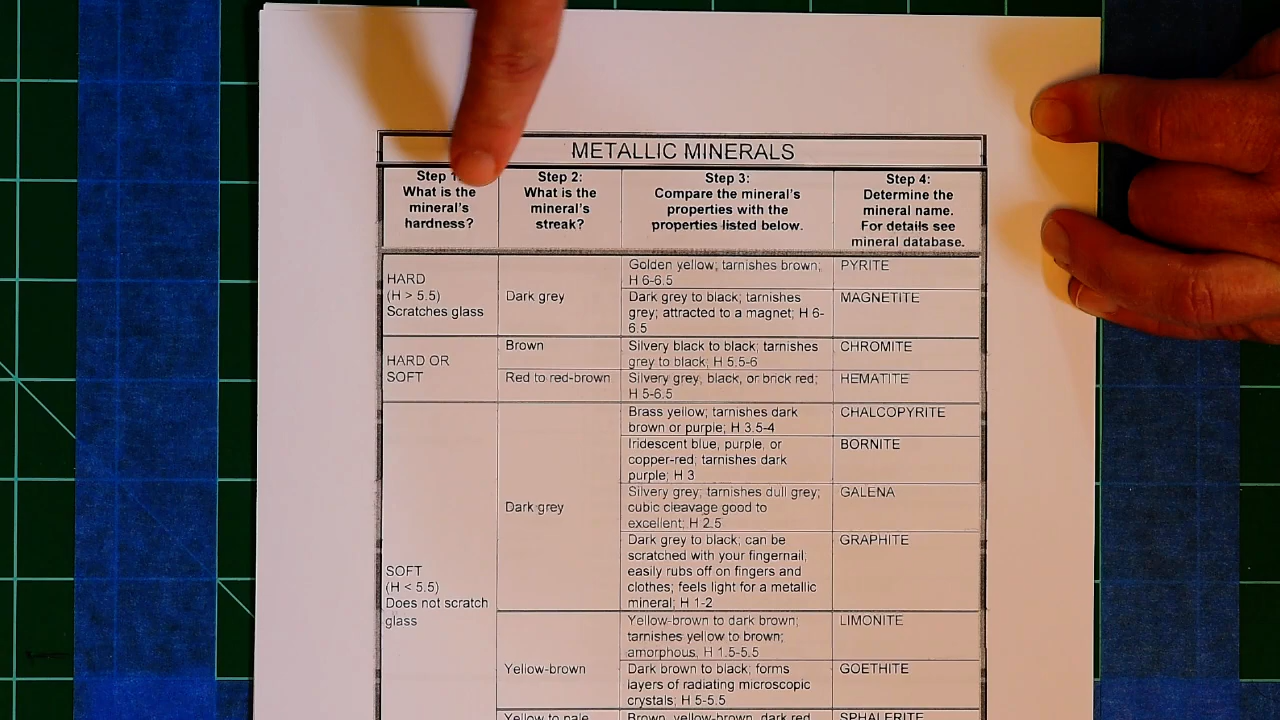 METALLIC MINERALS
Step 1
What is the
mineral's
hardness?
Step 2:
What is the
mineral's
streak?
Step 3:
Compare the mineral's
properties with the
properties listed below.
Step 4:
Determine the
mineral name.
For details see
mineral database.
HARD
(H > 5.5)
Scratches glass
Dark grey
Golden yellow; tarnishes brown;
H 6-6.5
PYRITE
Dark grey to black; tarnishes
grey; attracted to a magnet; H 6-
6.5
MAGNETITE
HARD OR
SOFT
Brown
Silvery black to black; tarnishes
grey to black; H 5.5-6
CHROMITE
Red to red-brown
Silvery grey, black, or brick red;
H 5-6.5
HEMATITE
SOFT
(H < 5.5)
Does not scratch
glass
Dark grey
Brass yellow; tarnishes dark
brown or purple; H 3.5-4
CHALCOPYRITE
Iridescent blue, purple, or
copper-red; tarnishes dark
purple; H 3
BORNITE
Silvery grey; tarnishes dull grey;
cubic cleavage good to
excellent; H 2.5
GALENA
Dark grey to black; can be
scratched with your fingernail;
easily rubs off on fingers and
clothes; feels light for a metallic
mineral; H 1-2
GRAPHITE
Yellow-brown
Yellow-brown to dark brown;
tarnishes yellow to brown;
amorphous, H 1.5-5.5
LIMONITE
Dark brown to black; forms
layers of radiating microscopic
crystals; H 5-5.5
GOETHITE
Yellow to pale
Brown, yellow-brown, dark red
SPHALERITE